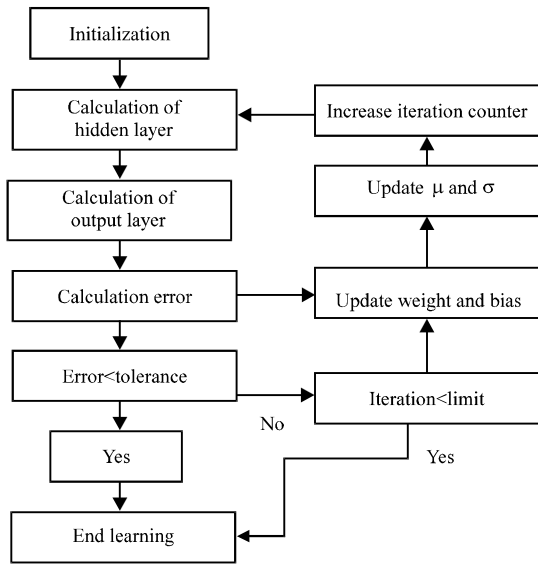 Initialization
Calculation of
hidden layer
Increase iteration counter
Calculation of
output layer
Update μ and σ
Calculation error
Update weight and bias
Error<tolerance
Iteration<limit
No
Yes
Yes
End learning